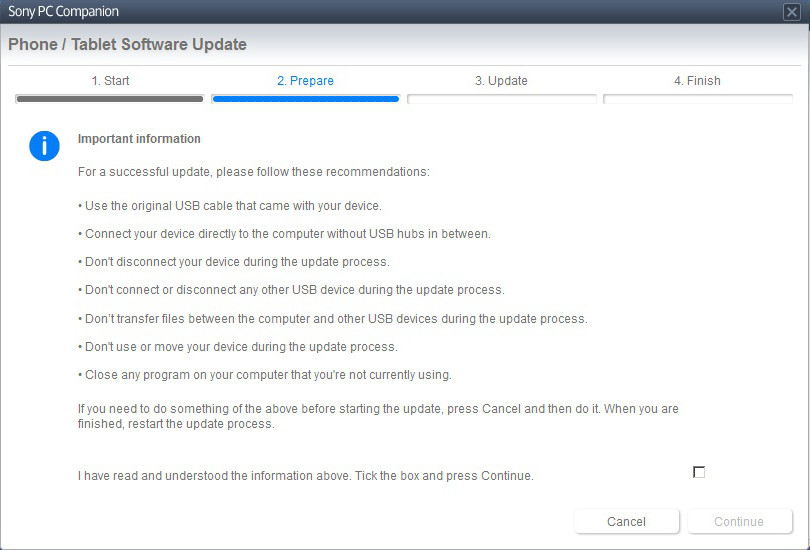 Sony PC Companion
Phone / Tablet Software Update
1. Start
2. Prepare
3. Update
4. Finish
Important information
For a successful update, please follow these recommendations:
• Use the original USB cable that came with your device.
• Connect your device directly to the computer without USB hubs in between.
• Don't disconnect your device during the update process.
• Don't connect or disconnect any other USB device during the update process.
• Don’t transfer files between the computer and other USB devices during the update process.
• Don't use or move your device during the update process.
• Close any program on your computer that you're not currently using.
If you need to do something of the above before starting the update, press Cancel and then do it. When you are
finished, restart the update process.
I have read and understood the information above. Tick the box and press Continue.
Cancel
Continue